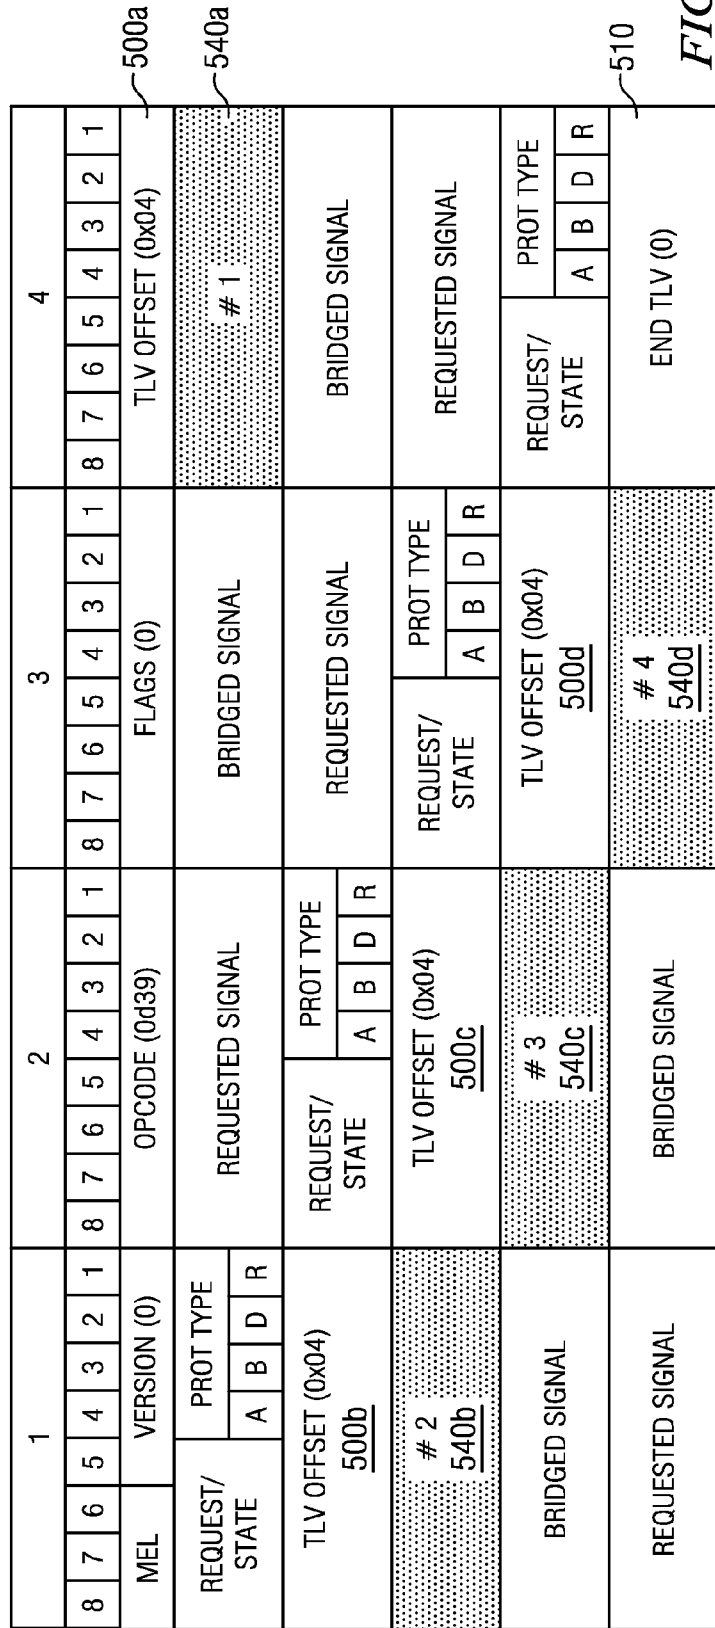 1 2 3 4
8 7 6 5 4 3 2 1 8 7 6 5 4 3 2 1 8 7 6 5 4 3 2 1 8 7 6 5 4 3 2 1
MEL VERSION (0) OPCODE (0d39) FLAGS (0) TLV OFFSET (0x04) 500a
REQUEST/ PROT TYPE REQUESTED SIGNAL BRIDGED SIGNAL # 1 540a
STATE A B D R
TLV OFFSET (0x04) REQUEST/ PROT TYPE REQUESTED SIGNAL BRIDGED SIGNAL
500b STATE A B D R
# 2 TLV OFFSET (0x04) REQUEST/ PROT TYPE REQUESTED SIGNAL
540b 500c STATE A B D R
BRIDGED SIGNAL # 3 TLV OFFSET (0x04) REQUEST/ PROT TYPE
540c 500d STATE A B D R
REQUESTED SIGNAL BRIDGED SIGNAL # 4 END TLV (0) 510
540d